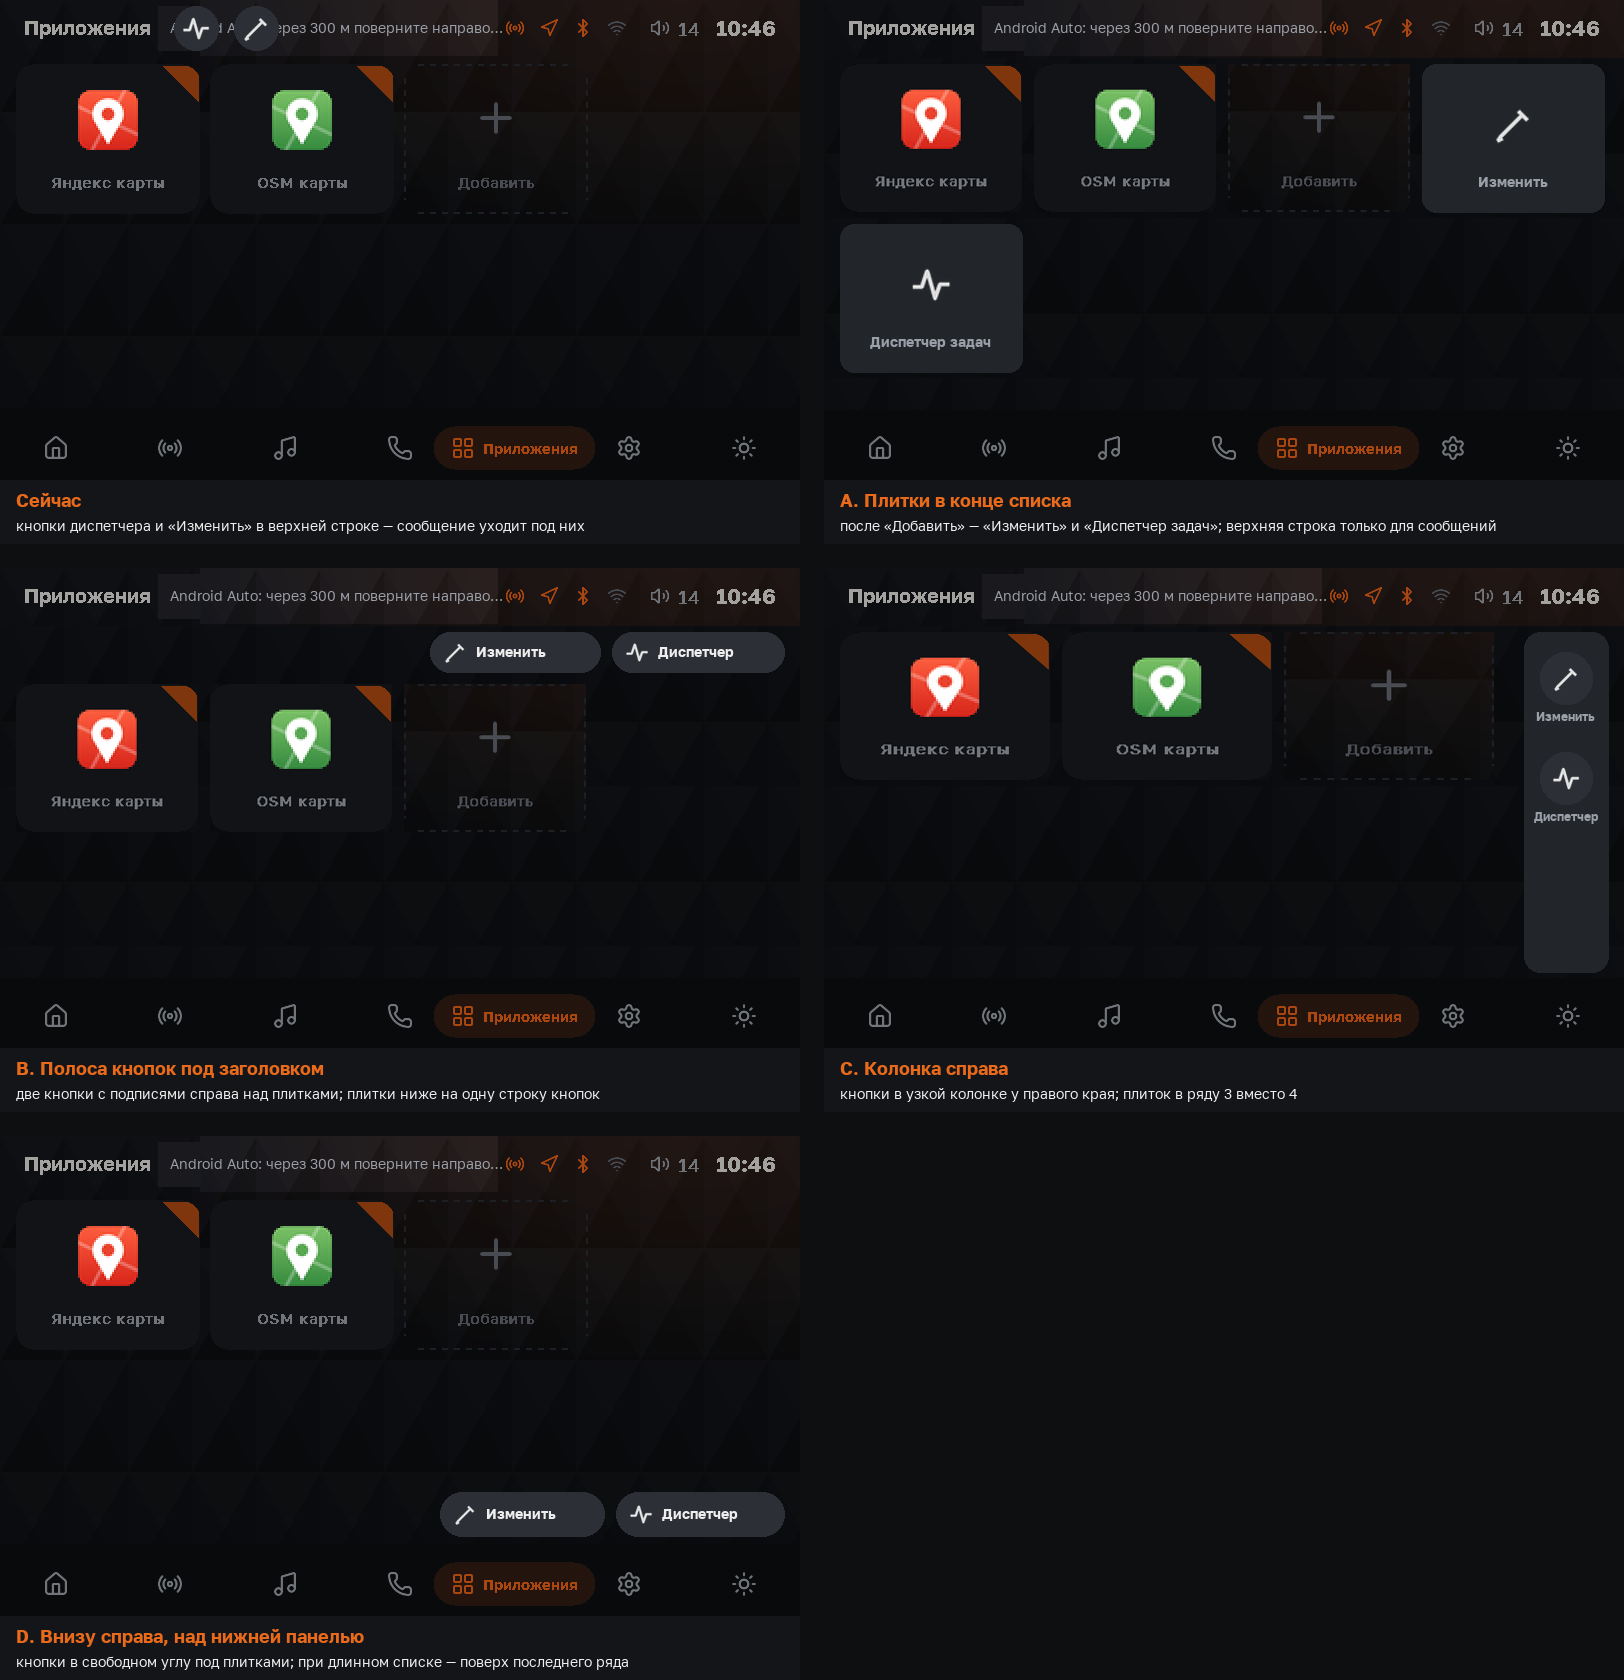 Приложения
Android Auto: через 300 м поверните направо...
14
10:46
Яндекс карты
OSM карты
Добавить
Сейчас
кнопки диспетчера и «Изменить» в верхней строке — сообщение уходит под них
Приложения
Android Auto: через 300 м поверните направо...
14
10:46
Яндекс карты
OSM карты
Добавить
Изменить
Диспетчер задач
Приложения
A. Плитки в конце списка
после «Добавить» — «Изменить» и «Диспетчер задач»; верхняя строка только для сообщений
Приложения
Android Auto: через 300 м поверните направо...
14
10:46
Изменить
Диспетчер
Яндекс карты
OSM карты
Добавить
Приложения
B. Полоса кнопок под заголовком
две кнопки с подписями справа над плитками; плитки ниже на одну строку кнопок
Приложения
Android Auto: через 300 м поверните направо...
14
10:46
Яндекс карты
OSM карты
Добавить
Изменить
Диспетчер
Приложения
C. Колонка справа
кнопки в узкой колонке у правого края; плиток в ряду 3 вместо 4
Приложения
Android Auto: через 300 м поверните направо...
14
10:46
Яндекс карты
OSM карты
Добавить
Изменить
Диспетчер
Приложения
D. Внизу справа, над нижней панелью
кнопки в свободном углу под плитками; при длинном списке — поверх последнего ряда